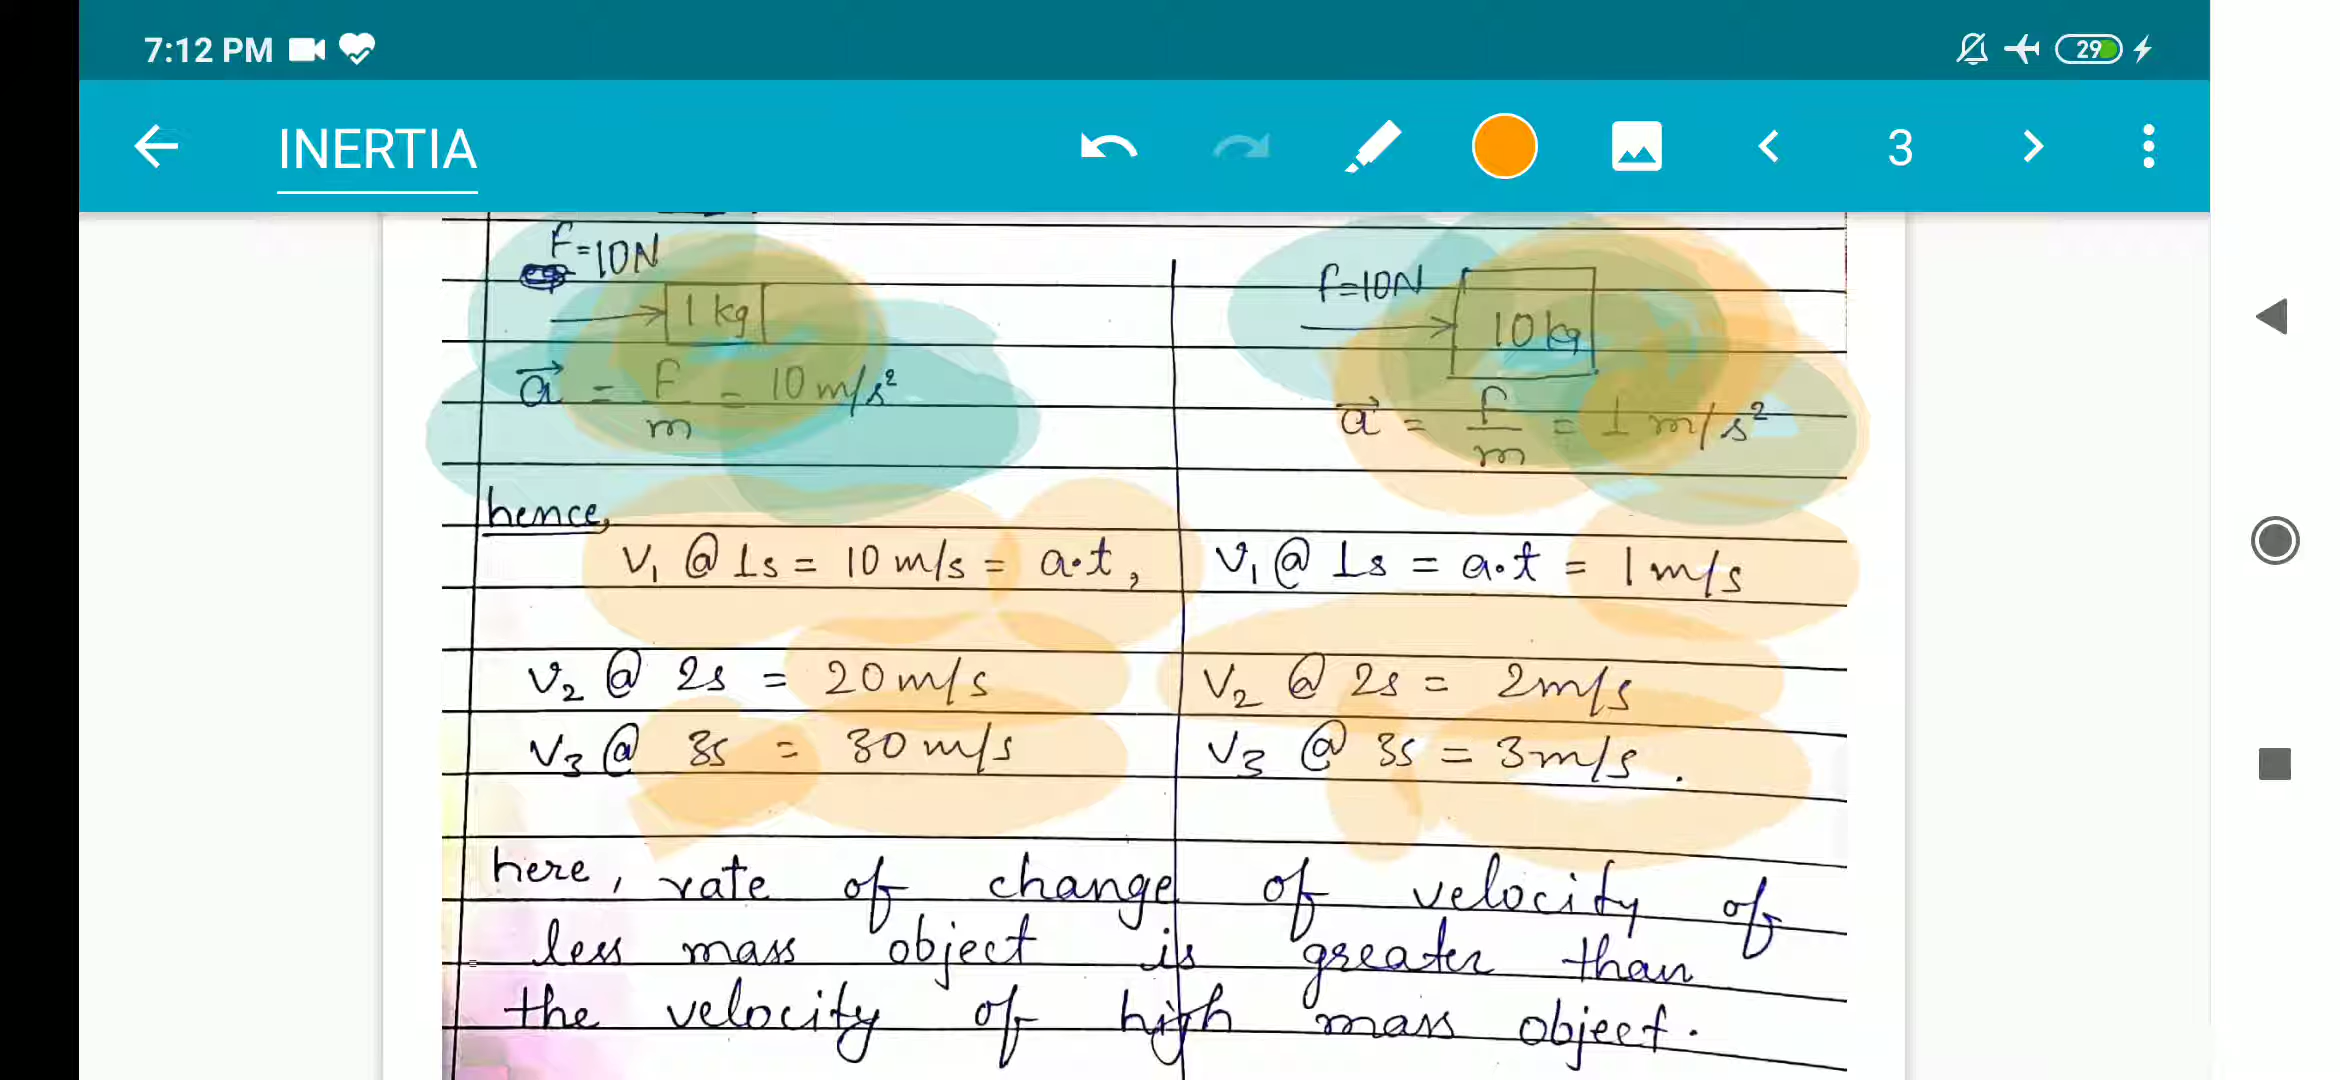 7:12 PM 29
INERTIA 3
F=10N
1 kg
a = F/m = 10 m/s²
f=10N
10 kg
a = F/m = 1 m/s²
hence,
V₁ @ 1s = 10 m/s = a·t,
V₁ @ 1s = a·t = 1 m/s
V₂ @ 2s = 20 m/s
V₂ @ 2s = 2 m/s
V₃ @ 3s = 30 m/s
V₃ @ 3s = 3 m/s.
here, rate of change of velocity of
less mass object is greater than
the velocity of high mass object.